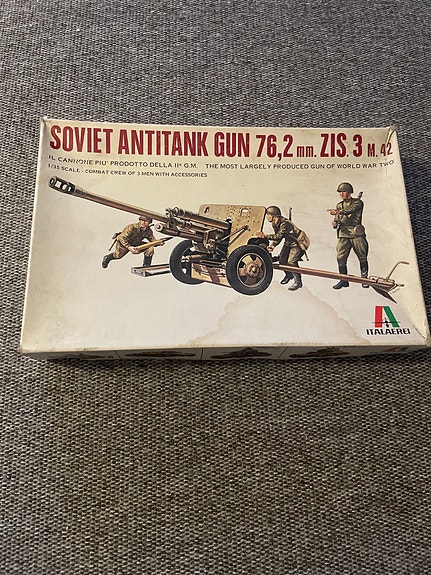 SOVIET ANTITANK GUN 76,2 mm. ZIS. 3 M. 42
IL CANNONE PIU' PRODOTTO DELLA IIª G.M. THE MOST LARGELY PRODUCED GUN OF WORLD WAR TWO
1/35 SCALE - COMBAT CREW OF 3 MEN WITH ACCESSORIES
ITALAEREI